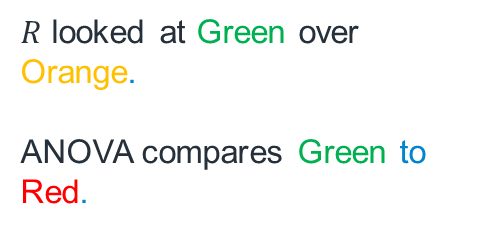 R looked at Green over
Orange.
ANOVA compares Green to
Red.